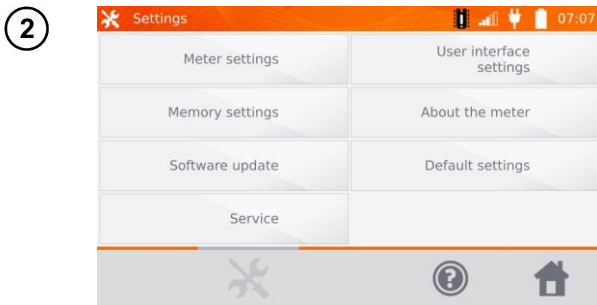 2
Settings
07:07
Meter settings
User interface
settings
Memory settings
About the meter
Software update
Default settings
Service
?